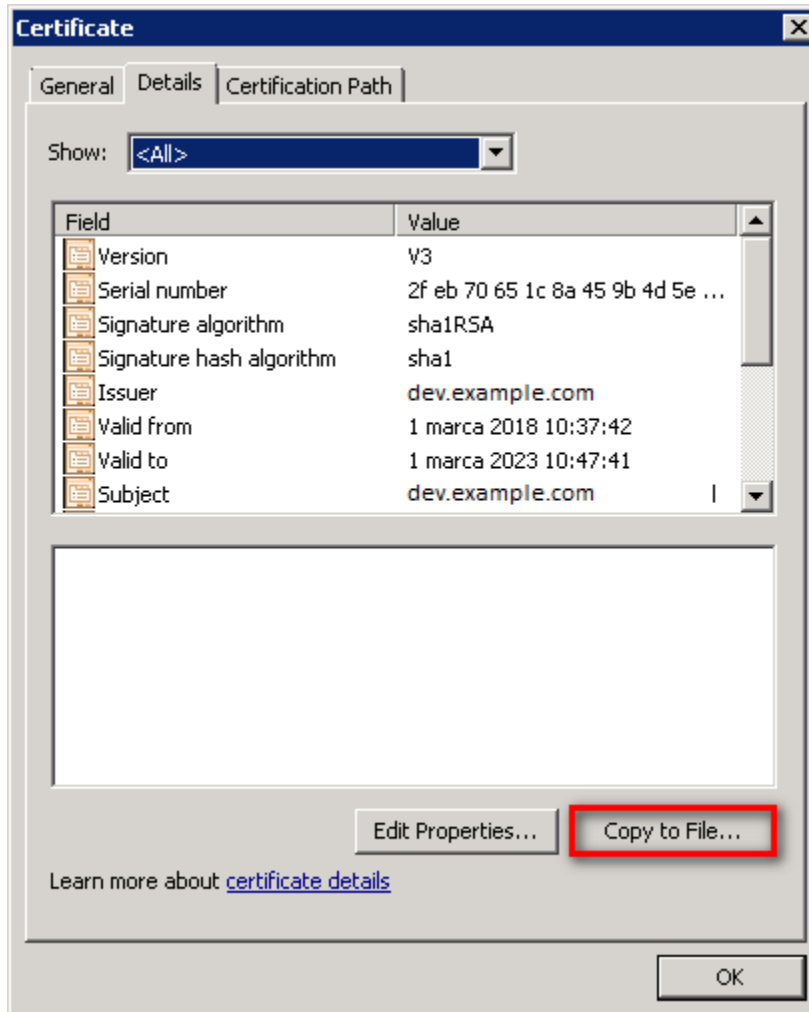 Certificate
General Details Certification Path
Show: <All>
Field Value
Version V3
Serial number 2f eb 70 65 1c 8a 45 9b 4d 5e ...
Signature algorithm sha1RSA
Signature hash algorithm sha1
Issuer dev.example.com
Valid from 1 marca 2018 10:37:42
Valid to 1 marca 2023 10:47:41
Subject dev.example.com
Edit Properties... Copy to File...
Learn more about certificate details
OK